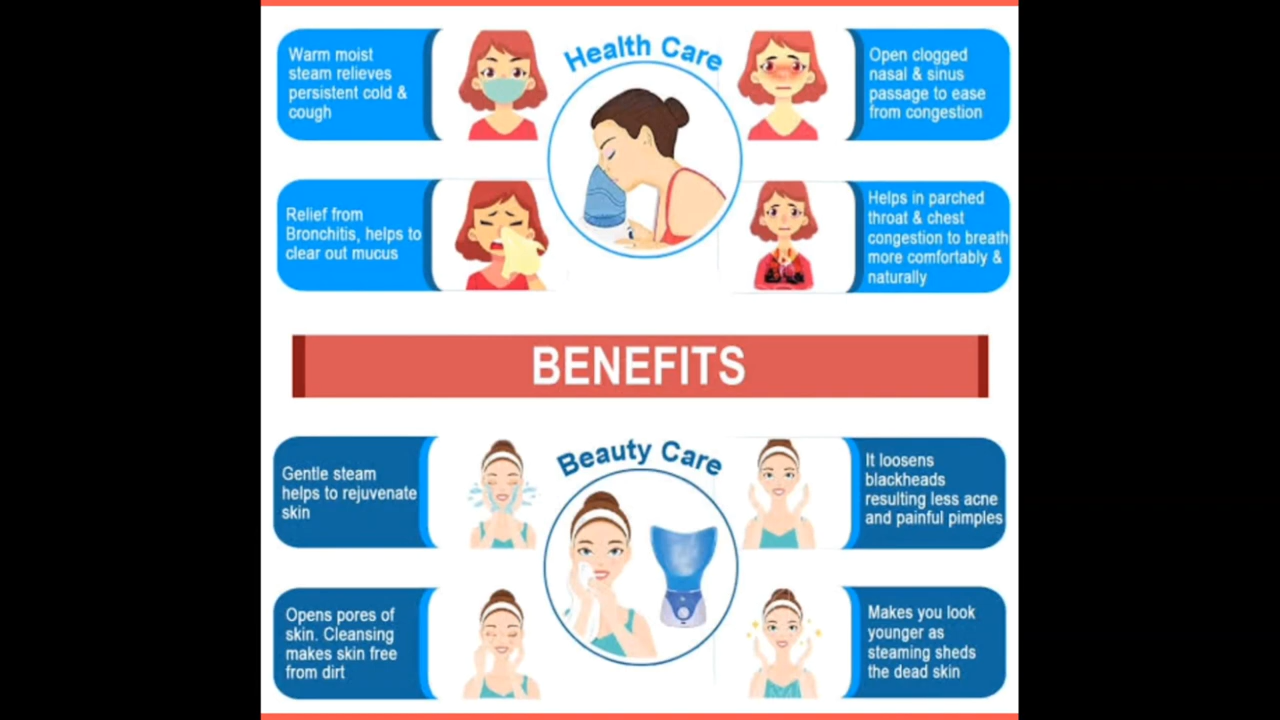 Health Care
Warm moist
steam relieves
persistent cold &
cough
Open clogged
nasal & sinus
passage to ease
from congestion
Relief from
Bronchitis, helps to
clear out mucus
Helps in parched
throat & chest
congestion to breath
more comfortably &
naturally
BENEFITS
Beauty Care
Gentle steam
helps to rejuvenate
skin
It loosens
blackheads
resulting less acne
and painful pimples
Opens pores of
skin. Cleansing
makes skin free
from dirt
Makes you look
younger as
steaming sheds
the dead skin